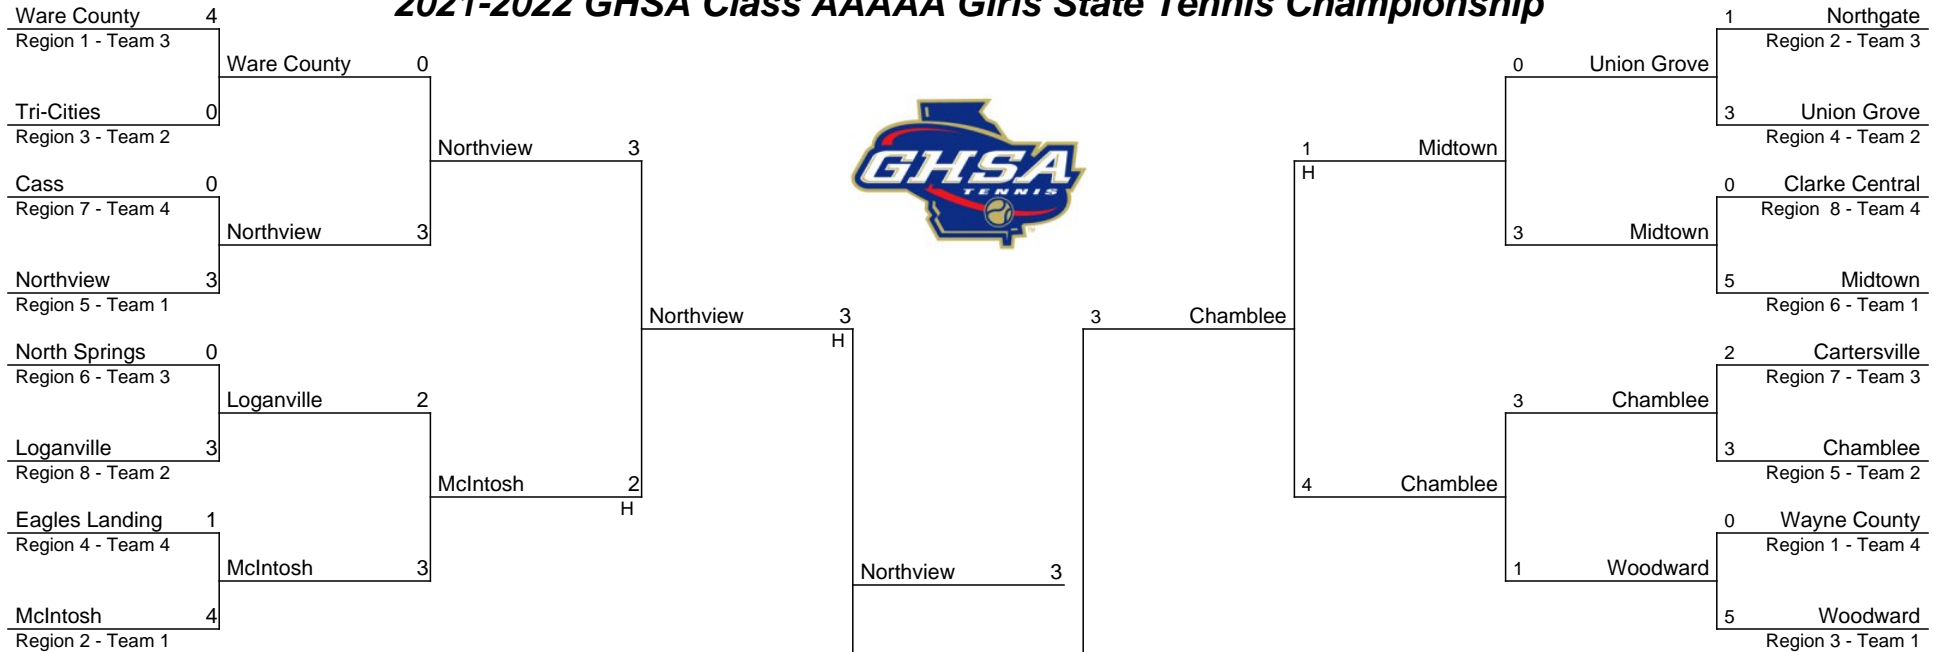 2021-2022 GHSA Class AAAAA Girls State Tennis Championship
Ware County 4
Region 1 - Team 3
Ware County 0
Tri-Cities 0
Region 3 - Team 2
Northview 3
Cass 0
Region 7 - Team 4
Northview 3
Northview 3
Region 5 - Team 1
Northview 3
H
North Springs 0
Region 6 - Team 3
Loganville 2
Loganville 3
Region 8 - Team 2
McIntosh 2
H
Eagles Landing 1
Region 4 - Team 4
McIntosh 3
McIntosh 4
Region 2 - Team 1
Northview 3
GHSA
TENNIS
TM
1 Northgate
Region 2 - Team 3
0 Union Grove
3 Union Grove
Region 4 - Team 2
1 Midtown
H
0 Clarke Central
Region 8 - Team 4
3 Midtown
5 Midtown
Region 6 - Team 1
3 Chamblee
2 Cartersville
Region 7 - Team 3
3 Chamblee
3 Chamblee
Region 5 - Team 2
4 Chamblee
0 Wayne County
Region 1 - Team 4
1 Woodward
5 Woodward
Region 3 - Team 1